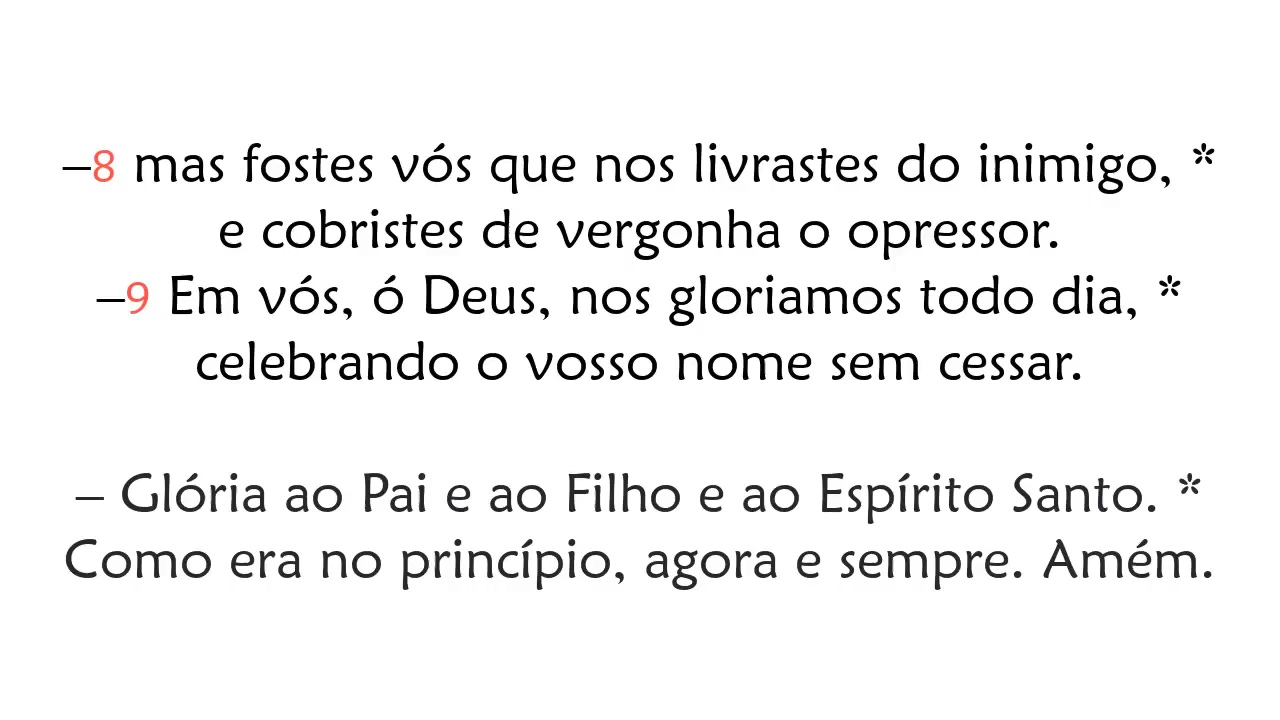 –8 mas fostes vós que nos livrastes do inimigo, *
e cobristes de vergonha o opressor.
–9 Em vós, ó Deus, nos gloriamos todo dia, *
celebrando o vosso nome sem cessar.
– Glória ao Pai e ao Filho e ao Espírito Santo. *
Como era no princípio, agora e sempre. Amém.